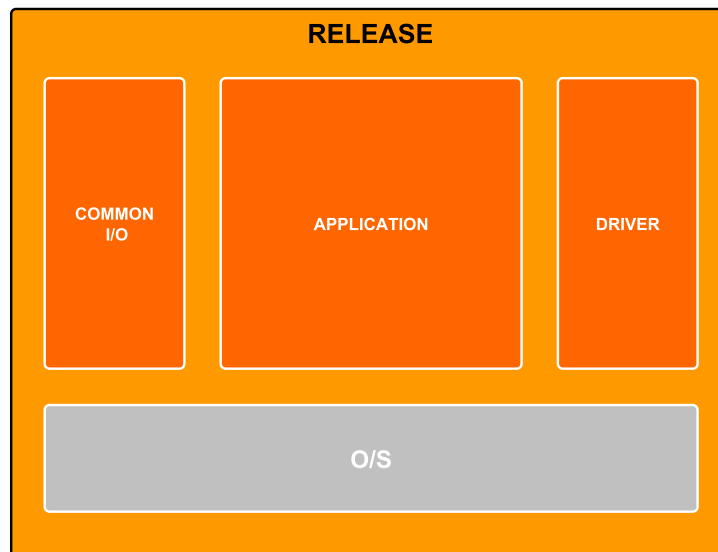 RELEASE
COMMON
I/O
APPLICATION
DRIVER
O/S